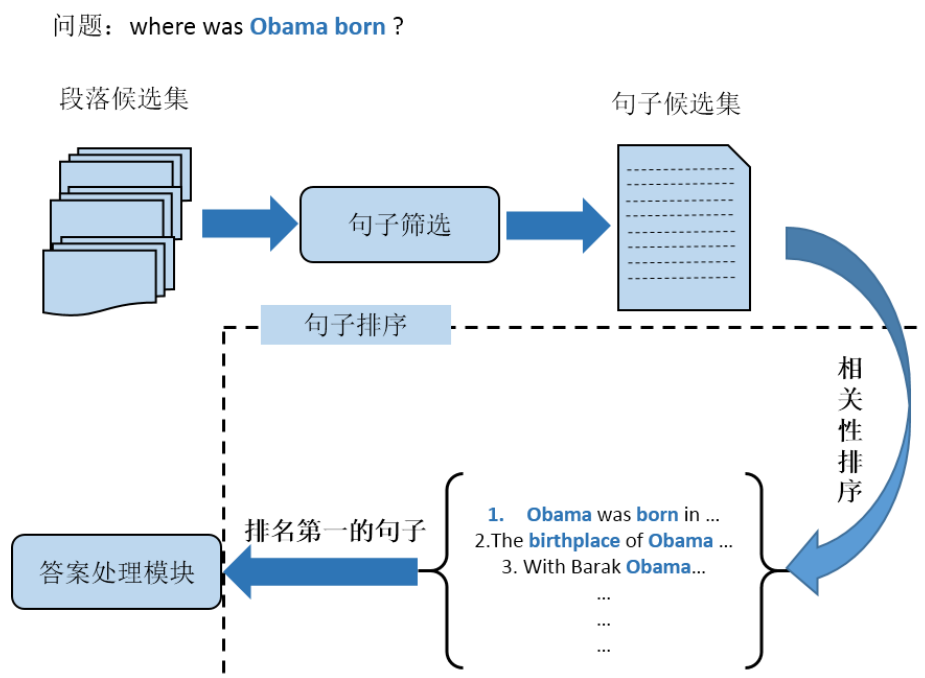 问题：where was Obama born ?
段落候选集
句子候选集
句子筛选
句子排序
相关性排序
1. Obama was born in ...
2.The birthplace of Obama ...
3. With Barak Obama...
...
...
...
排名第一的句子
答案处理模块